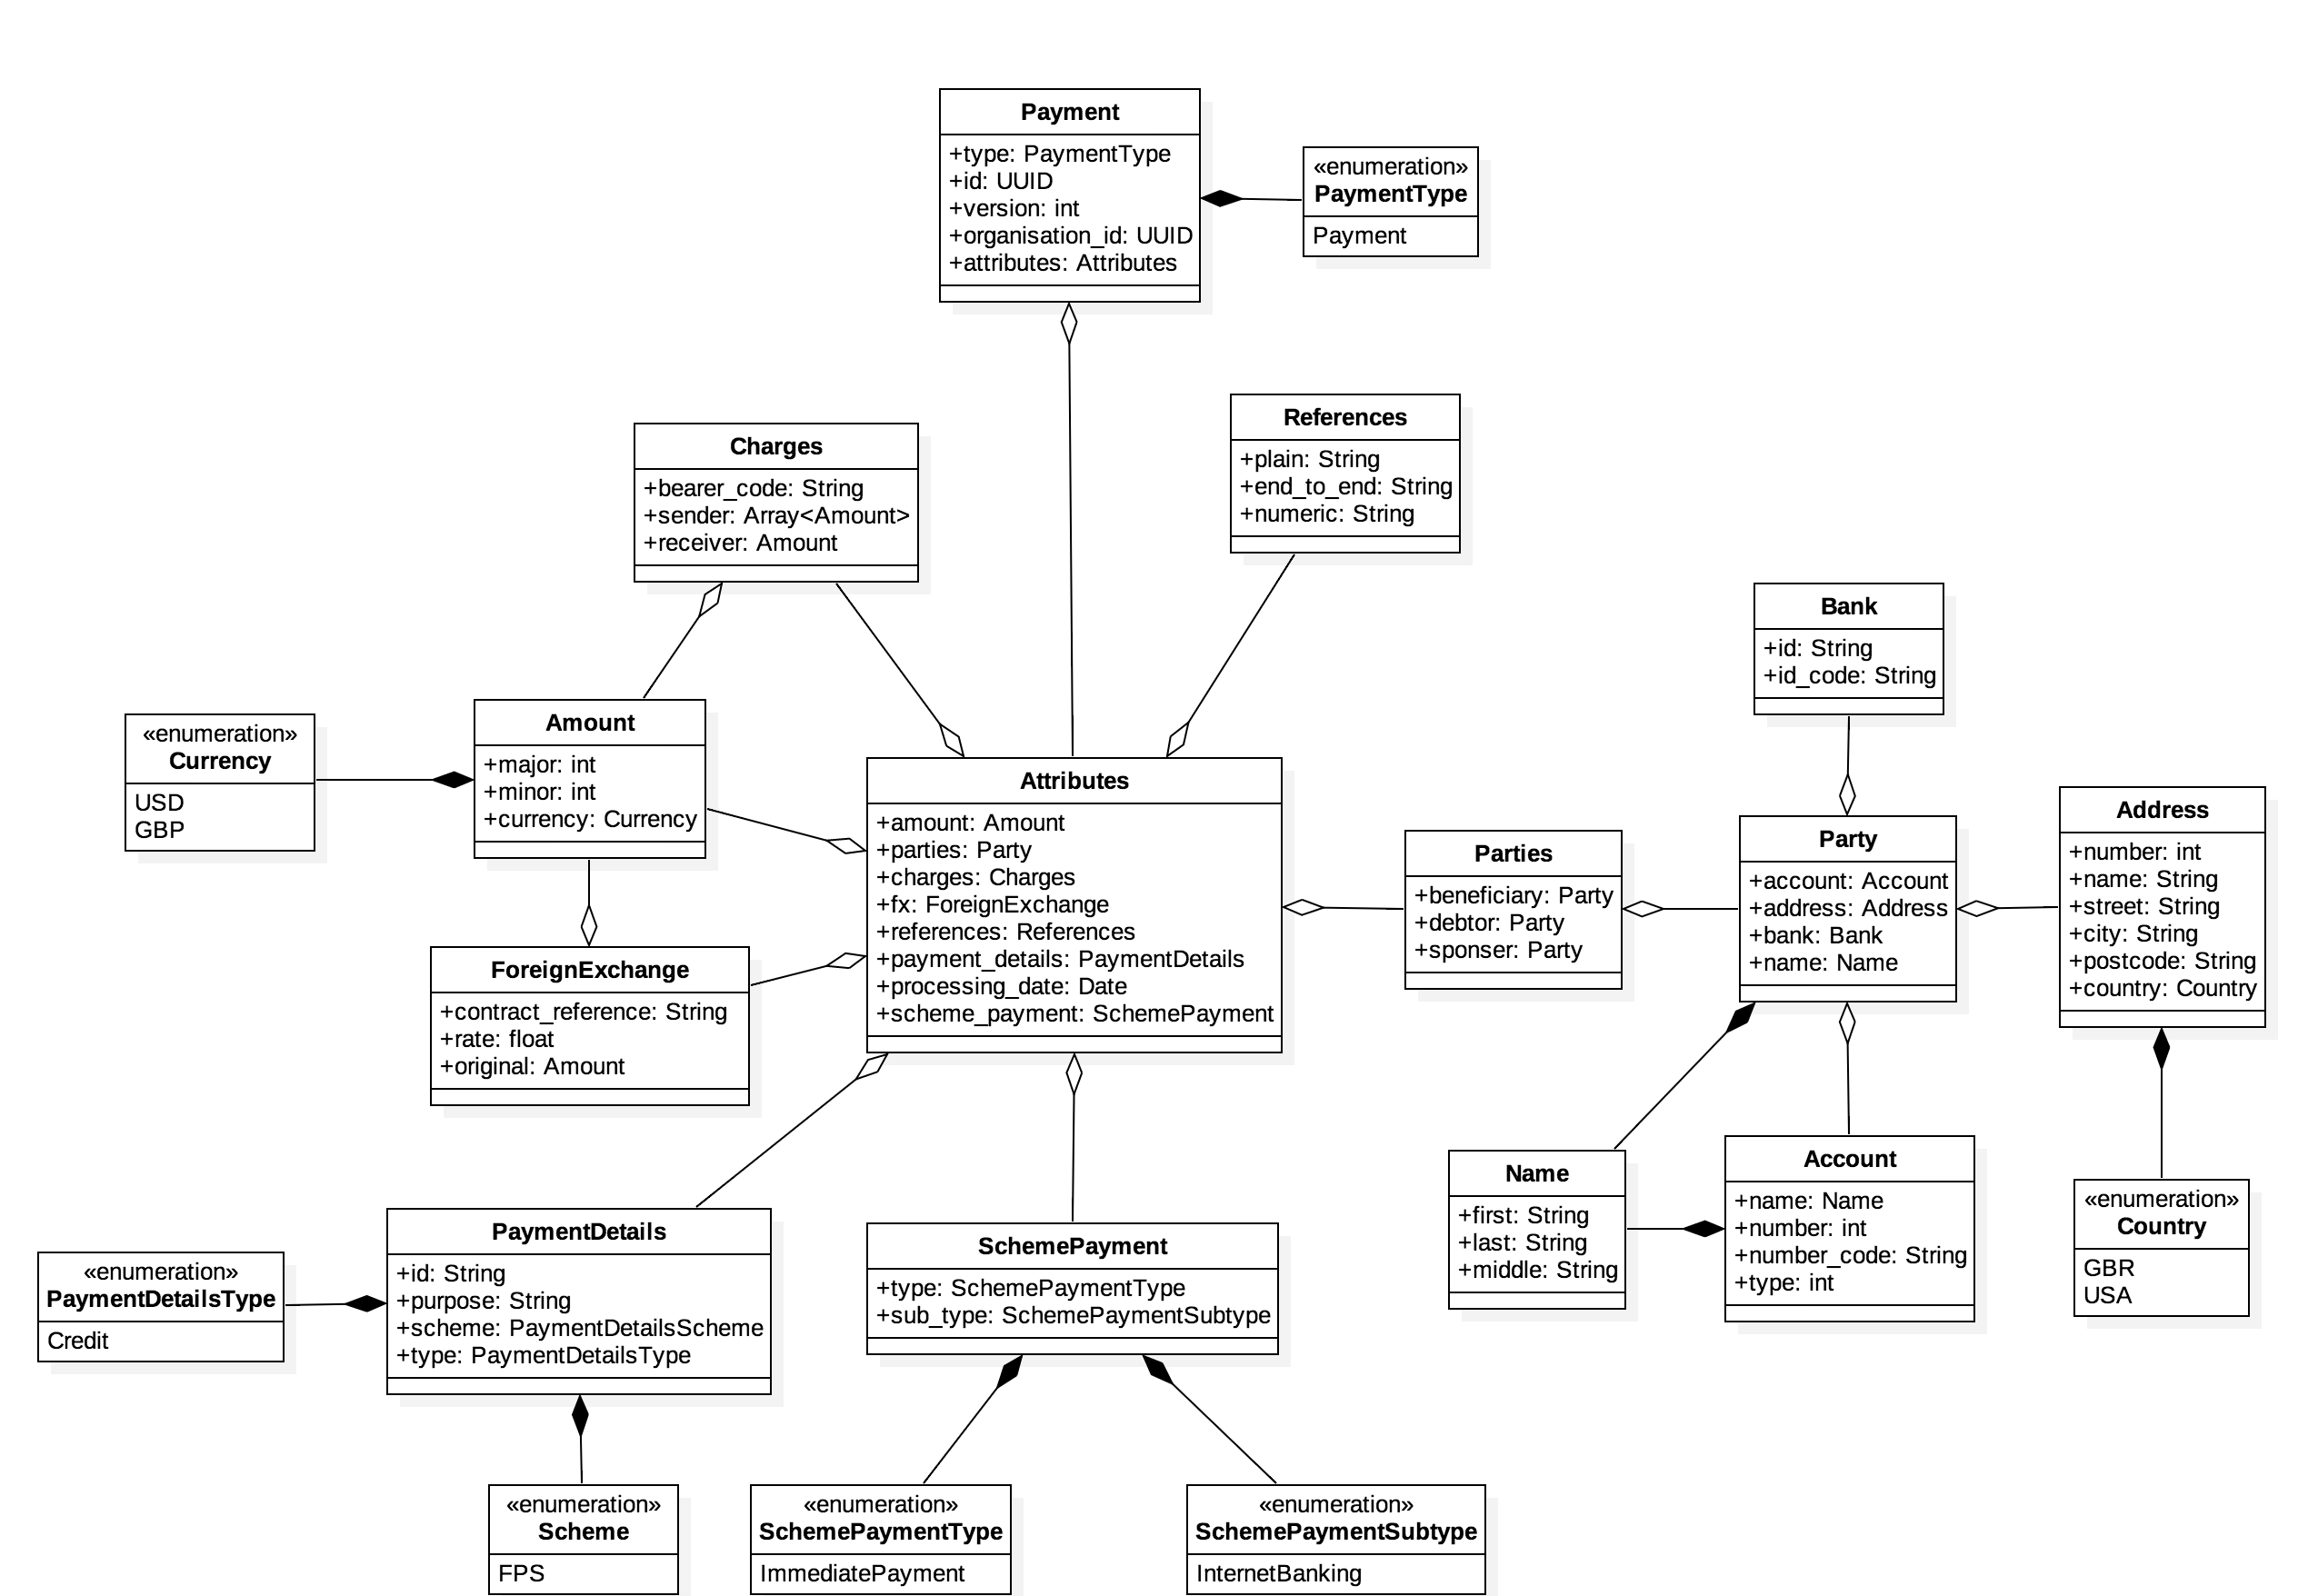 Payment
+type: PaymentType
+id: UUID
+version: int
+organisation_id: UUID
+attributes: Attributes
«enumeration»
PaymentType
Payment
References
+plain: String
+end_to_end: String
+numeric: String
Charges
+bearer_code: String
+sender: Array<Amount>
+receiver: Amount
Bank
+id: String
+id_code: String
«enumeration»
Currency
USD
GBP
Amount
+major: int
+minor: int
+currency: Currency
Attributes
+amount: Amount
+parties: Party
+charges: Charges
+fx: ForeignExchange
+references: References
+payment_details: PaymentDetails
+processing_date: Date
+scheme_payment: SchemePayment
Parties
+beneficiary: Party
+debtor: Party
+sponser: Party
Party
+account: Account
+address: Address
+bank: Bank
+name: Name
Address
+number: int
+name: String
+street: String
+city: String
+postcode: String
+country: Country
ForeignExchange
+contract_reference: String
+rate: float
+original: Amount
Name
+first: String
+last: String
+middle: String
Account
+name: Name
+number: int
+number_code: String
+type: int
«enumeration»
Country
GBR
USA
«enumeration»
PaymentDetailsType
Credit
PaymentDetails
+id: String
+purpose: String
+scheme: PaymentDetailsScheme
+type: PaymentDetailsType
SchemePayment
+type: SchemePaymentType
+sub_type: SchemePaymentSubtype
«enumeration»
Scheme
FPS
«enumeration»
SchemePaymentType
ImmediatePayment
«enumeration»
SchemePaymentSubtype
InternetBanking